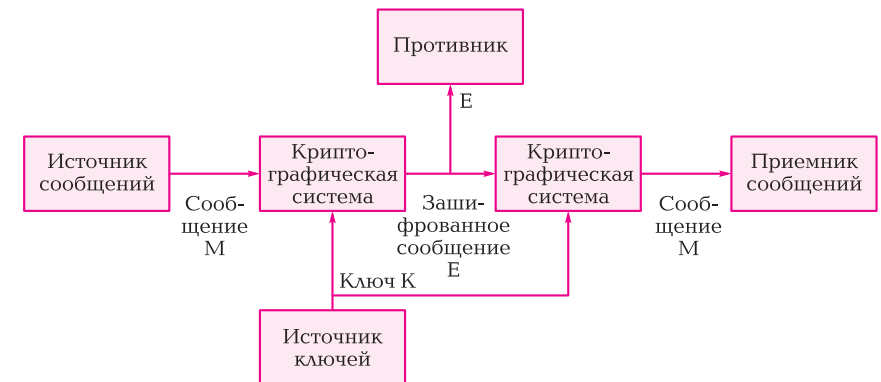 Противник
E
Источник
сообщений
Крипто-
графическая
система
Крипто-
графическая
система
Приемник
сообщений
Сооб-
щение
M
Заши-
фрованное
сообщение
E
Сооб-
щение
M
Ключ K
Источник
ключей